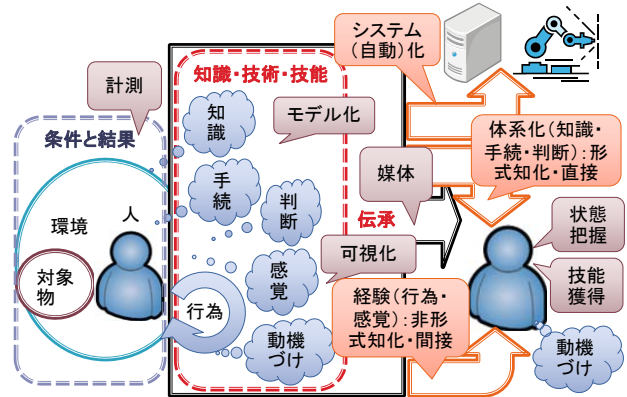 計測
条件と結果
環境
人
対象
物
知識・技術・技能
知
識
モデル化
手
続
判
断
感
覚
行為
動機
づけ
可視化
媒体
伝承
システム
(自動)化
体系化(知識・
手続・判断):形
式知化・直接
経験(行為・
感覚):非形
式知化・間接
状態
把握
技能
獲得
動機
づけ